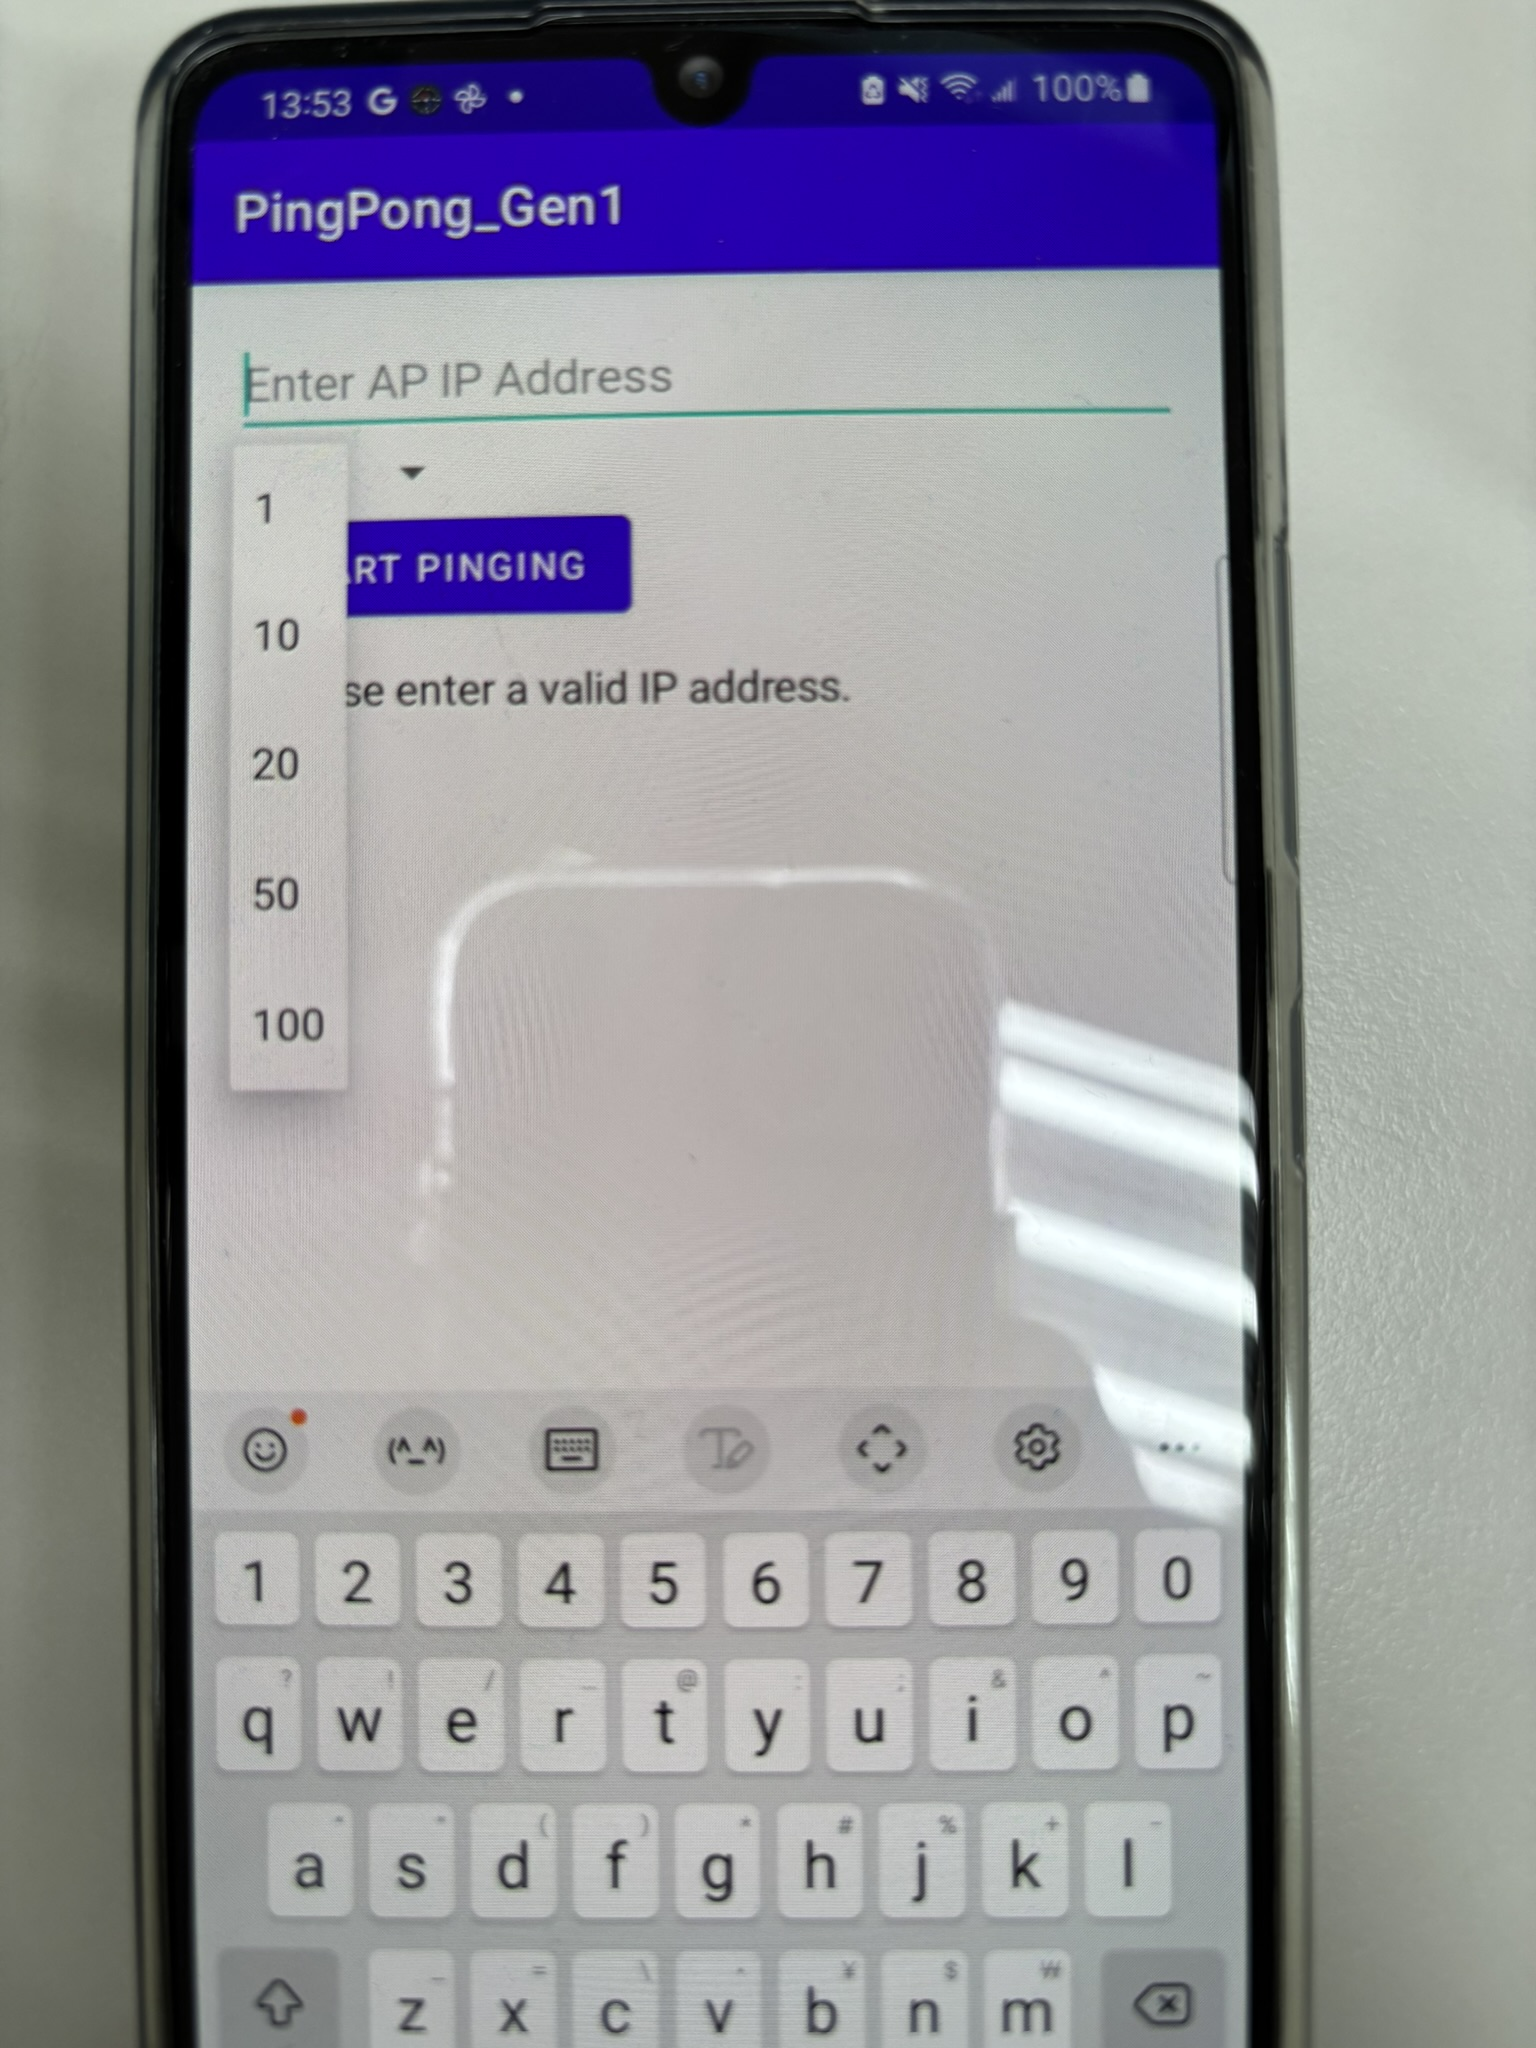 13:53 G 100%
PingPong_Gen1
Enter AP IP Address
1
RT PINGING
10
se enter a valid IP address.
20
50
100
(^_^)
1 2 3 4 5 6 7 8 9 0
q w e r t y u i o p
a s d f g h j k l
z x c v b n m